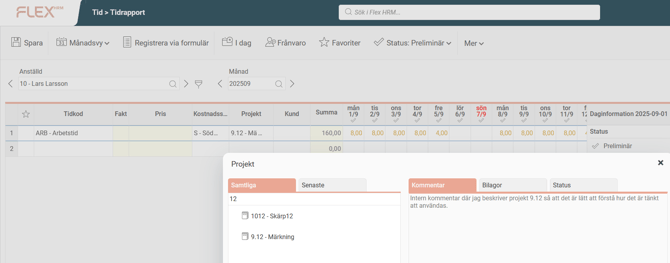 FLEX HRM
Tid > Tidrapport
Sök i Flex HRM...
Spara
Månadsvy
Registrera via formulär
I dag
Frånvaro
Favoriter
Status: Preliminär
Mer
Anställd
Månad
10 - Lars Larsson
202509
Tidkod Fakt Pris Kostnadss... Projekt Kund Summa mån tis ons tor fre lör sön mån tis ons tor f
1/9 2/9 3/9 4/9 5/9 6/9 7/9 8/9 9/9 10/9 11/9 12
Daginformation 2025-09-01
Status
Preliminär
1 ARB - Arbetstid S - Söd... 9.12 - Mä... 160,00 8,00 8,00 8,00 8,00 4,00 8,00 8,00 8,00 8,00
2 0,00
Projekt
Samtliga Senaste
12
1012 - Skärp12
9.12 - Märkning
Kommentar Bilagor Status
Intern kommentar där jag beskriver projekt 9.12 så att det är lätt att förstå hur det är tänkt
att användas.